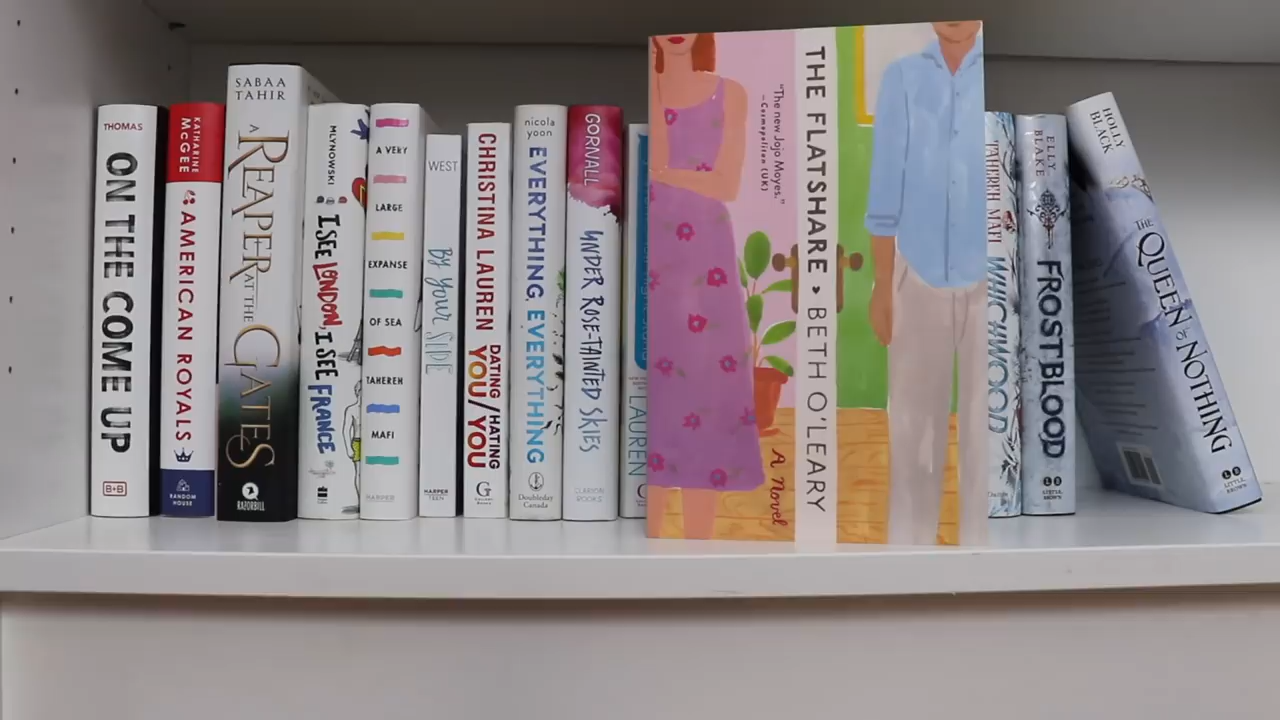 THOMAS
ON THE COME UP
B+B
KATHARINE
McGEE
AMERICAN ROYALS
RANDOM
HOUSE
SABAA
TAHIR
A
REAPER
AT THE
GATES
RAZORBILL
MLYNOWSKI
I SEE LONDON, I SEE FRANCE
A VERY
LARGE
EXPANSE
OF SEA
TAHEREH
MAFI
HARPER
WEST
BY YOUR SIDE
HARPER
TEEN
CHRISTINA LAUREN
DATING/HATING
YOU/YOU
G
nicola
yoon
EVERYTHING, EVERYTHING
Doubleday
Canada
GORNALL
UNDER ROSE-TAINTED SKIES
CLARION
BOOKS
LAUREN
"The new Jojo Moyes."
—Cosmopolitan (UK)
THE FLATSHARE ♥ BETH O'LEARY
A Novel
TAHEREH MAFI
WHICHWOOD
ELLY
BLAKE
FROSTBLOOD
LB
LITTLE,
BROWN
HOLLY
BLACK
THE
QUEEN
OF
NOTHING
LB
LITTLE,
BROWN